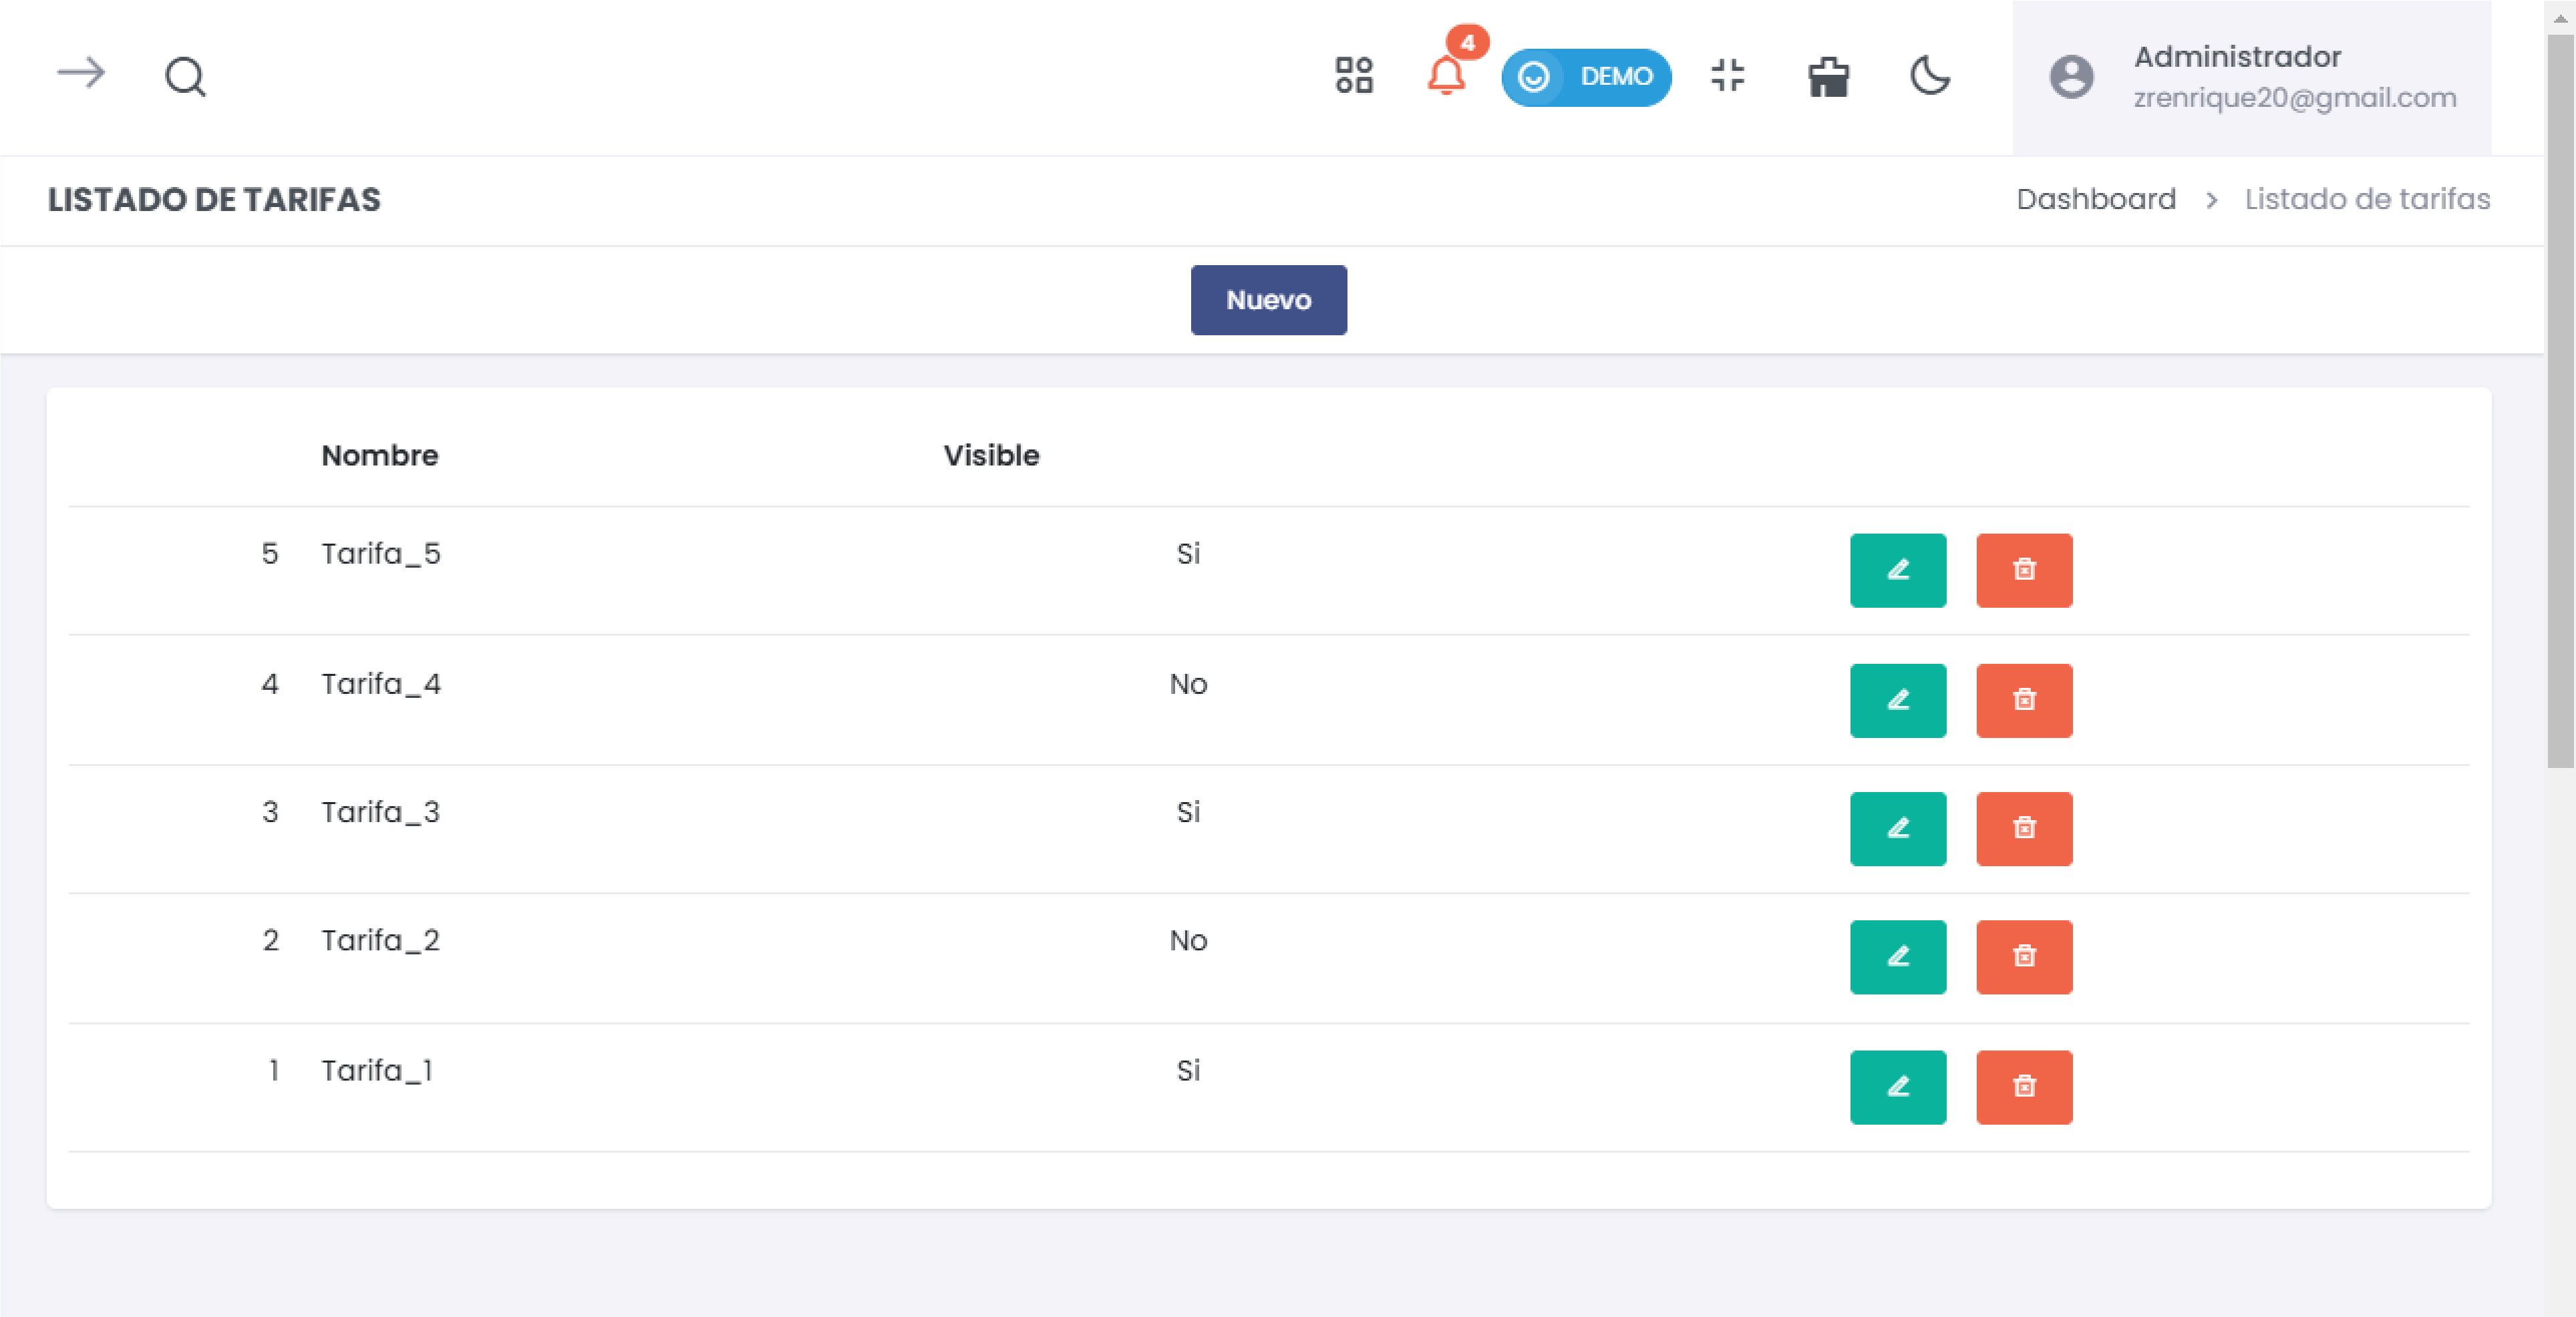 4
DEMO
Administrador
zrenrique20@gmail.com
LISTADO DE TARIFAS
Dashboard > Listado de tarifas
Nuevo
Nombre Visible
5 Tarifa_5 Si
4 Tarifa_4 No
3 Tarifa_3 Si
2 Tarifa_2 No
1 Tarifa_1 Si